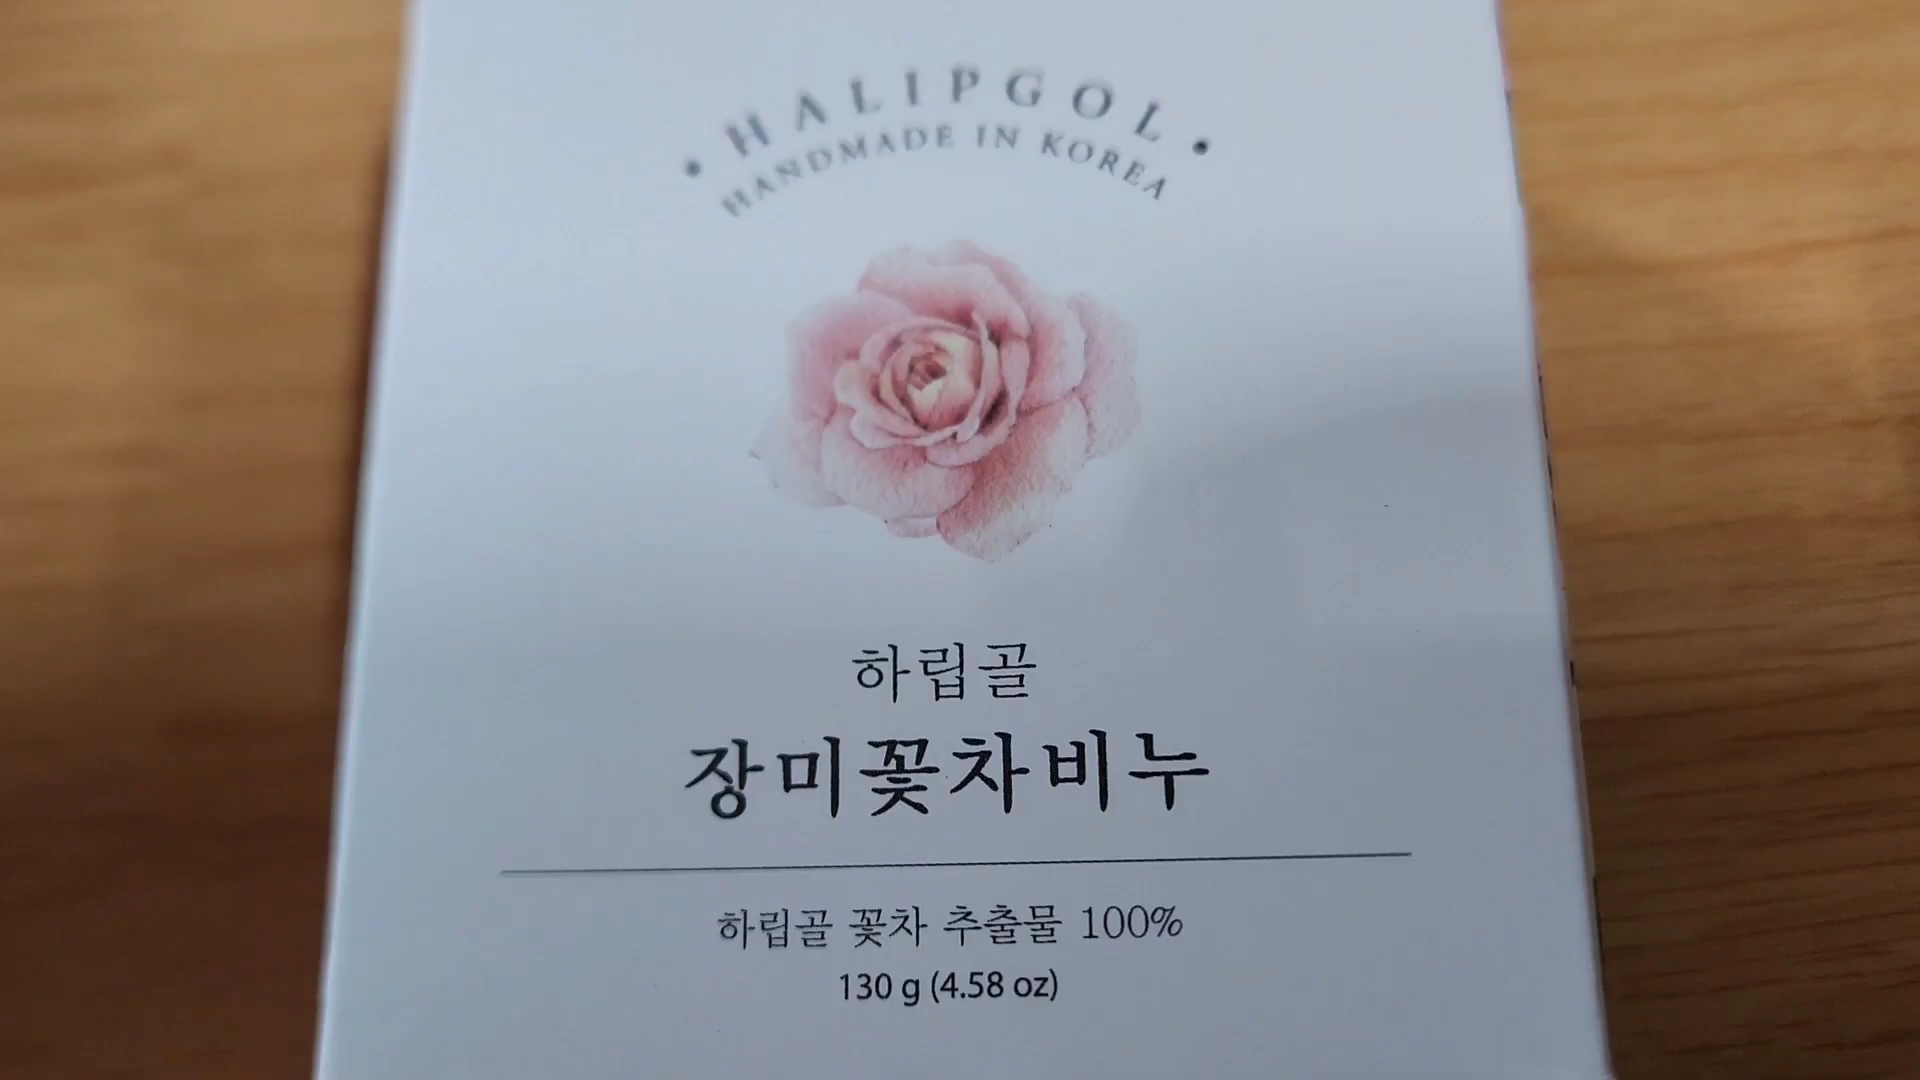 • HALIPGOL •
HANDMADE IN KOREA
하립골
장미꽃차비누
하립골 꽃차 추출물 100%
130 g (4.58 oz)